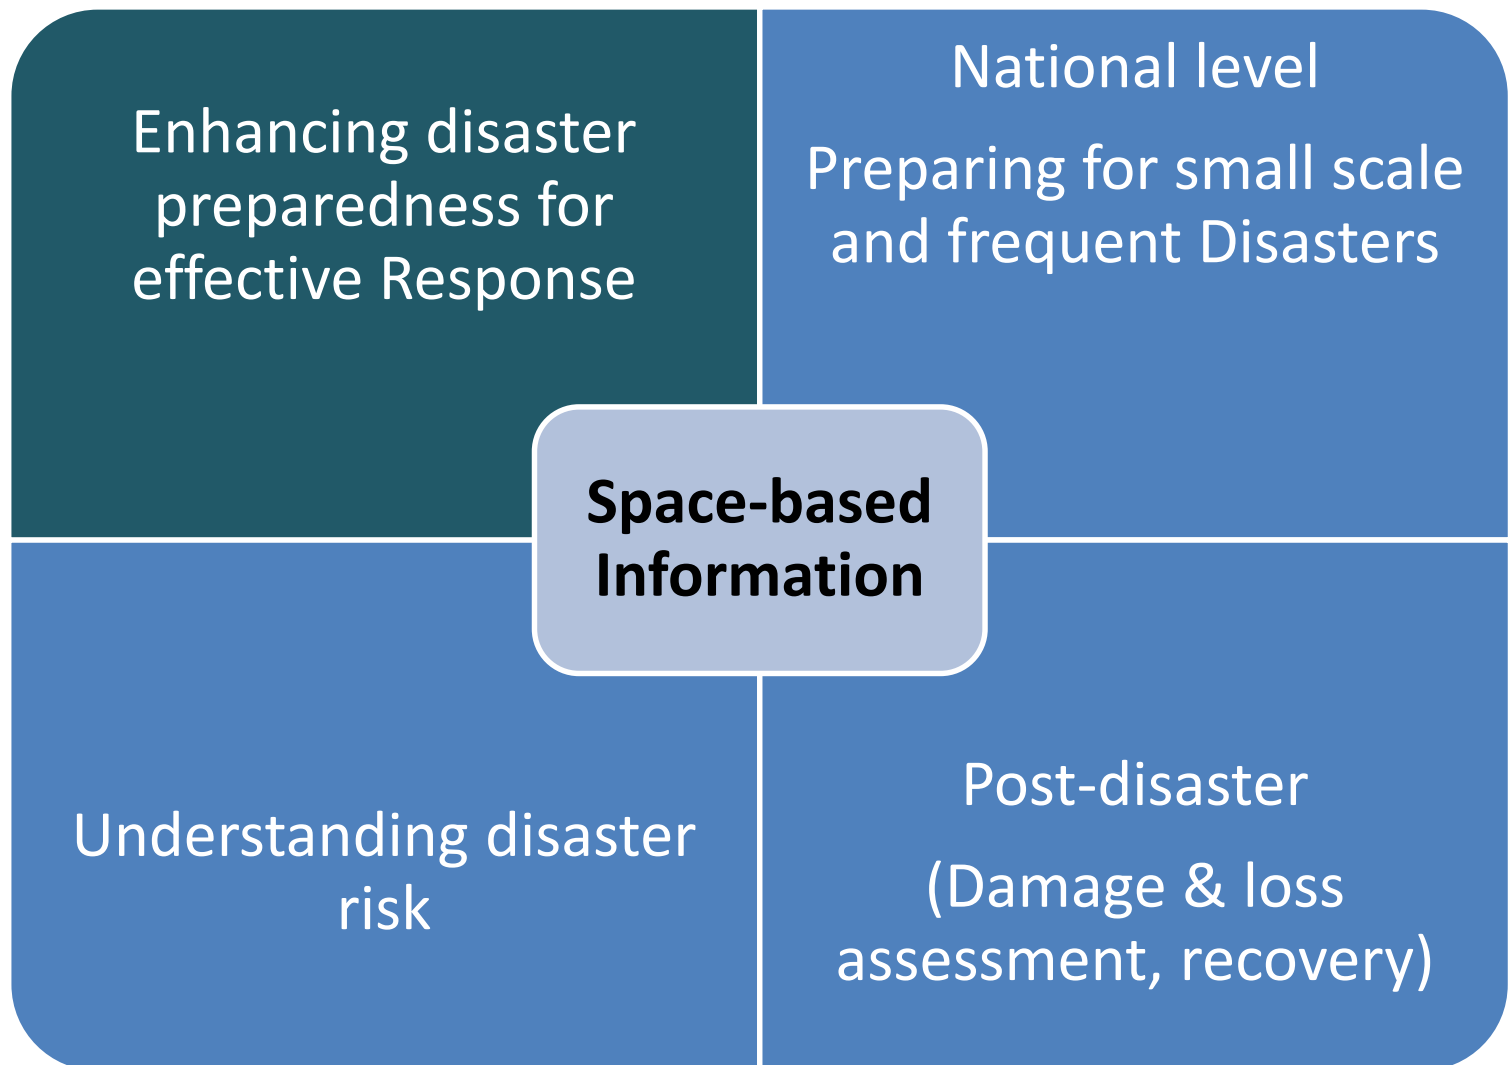 Enhancing disaster
preparedness for
effective Response
National level
Preparing for small scale
and frequent Disasters
Space-based
Information
Understanding disaster
risk
Post-disaster
(Damage & loss
assessment, recovery)